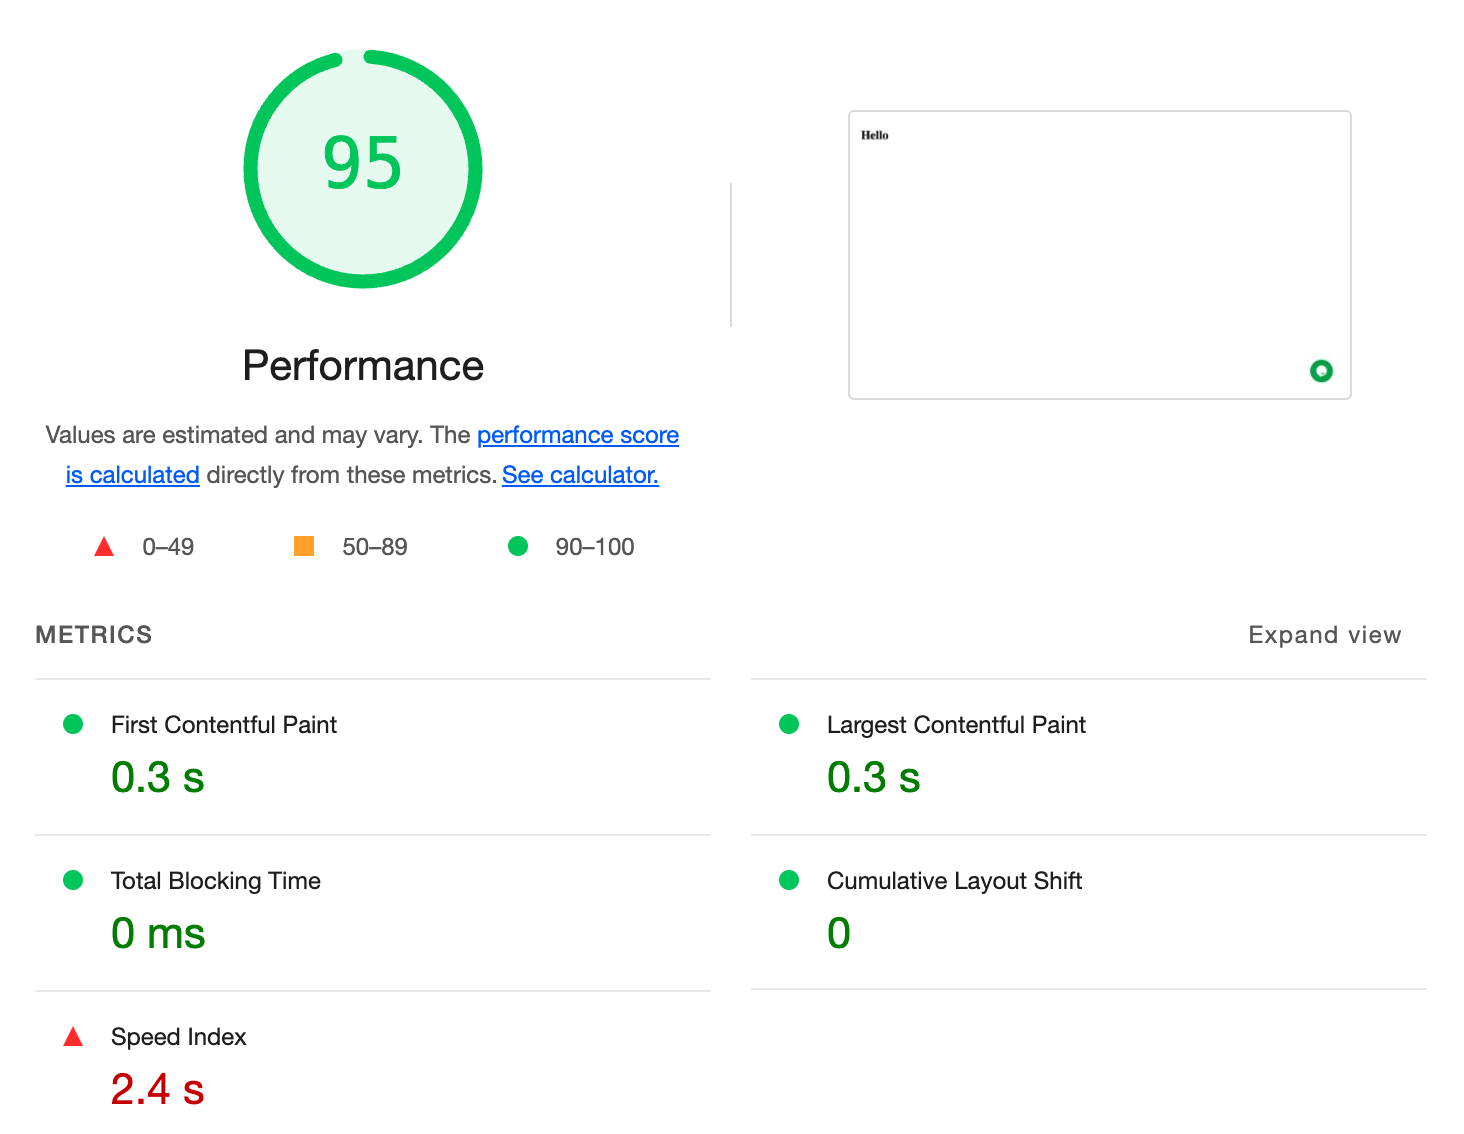 95
Hello
Performance
Values are estimated and may vary. The performance score
is calculated directly from these metrics. See calculator.
0–49
50–89
90–100
METRICS
Expand view
First Contentful Paint
0.3 s
Largest Contentful Paint
0.3 s
Total Blocking Time
0 ms
Cumulative Layout Shift
0
Speed Index
2.4 s